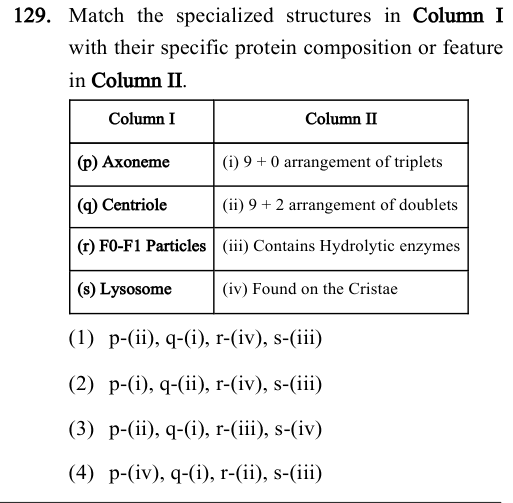 129. Match the specialized structures in Column I
with their specific protein composition or feature
in Column II.
Column I Column II
(p) Axoneme (i) 9 + 0 arrangement of triplets
(q) Centriole (ii) 9 + 2 arrangement of doublets
(r) F0-F1 Particles (iii) Contains Hydrolytic enzymes
(s) Lysosome (iv) Found on the Cristae
(1) p-(ii), q-(i), r-(iv), s-(iii)
(2) p-(i), q-(ii), r-(iv), s-(iii)
(3) p-(ii), q-(i), r-(iii), s-(iv)
(4) p-(iv), q-(i), r-(ii), s-(iii)